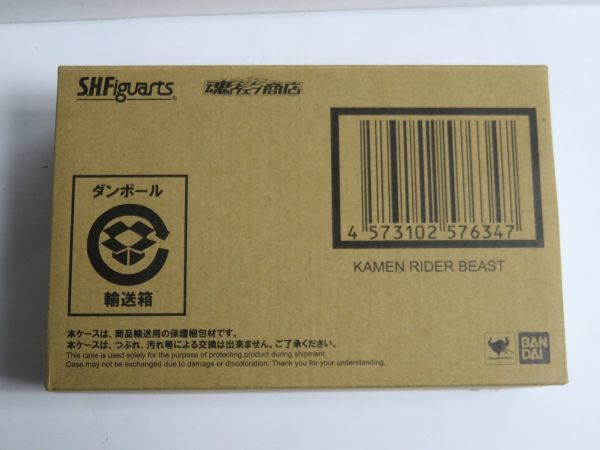 S.H.Figuarts®
魂ウェブ商店
4 573102 576347
KAMEN RIDER BEAST
ダンボール
輸送箱
本ケースは、商品輸送用の保護梱包材です。
本ケースは、つぶれ、汚れ等による交換は出来ません。ご了承ください。
This case is used solely for the purpose of protecting product during shipment.
Case may not be exchanged due to damage or discoloration. Thank you for your understanding.
BAN
DAI